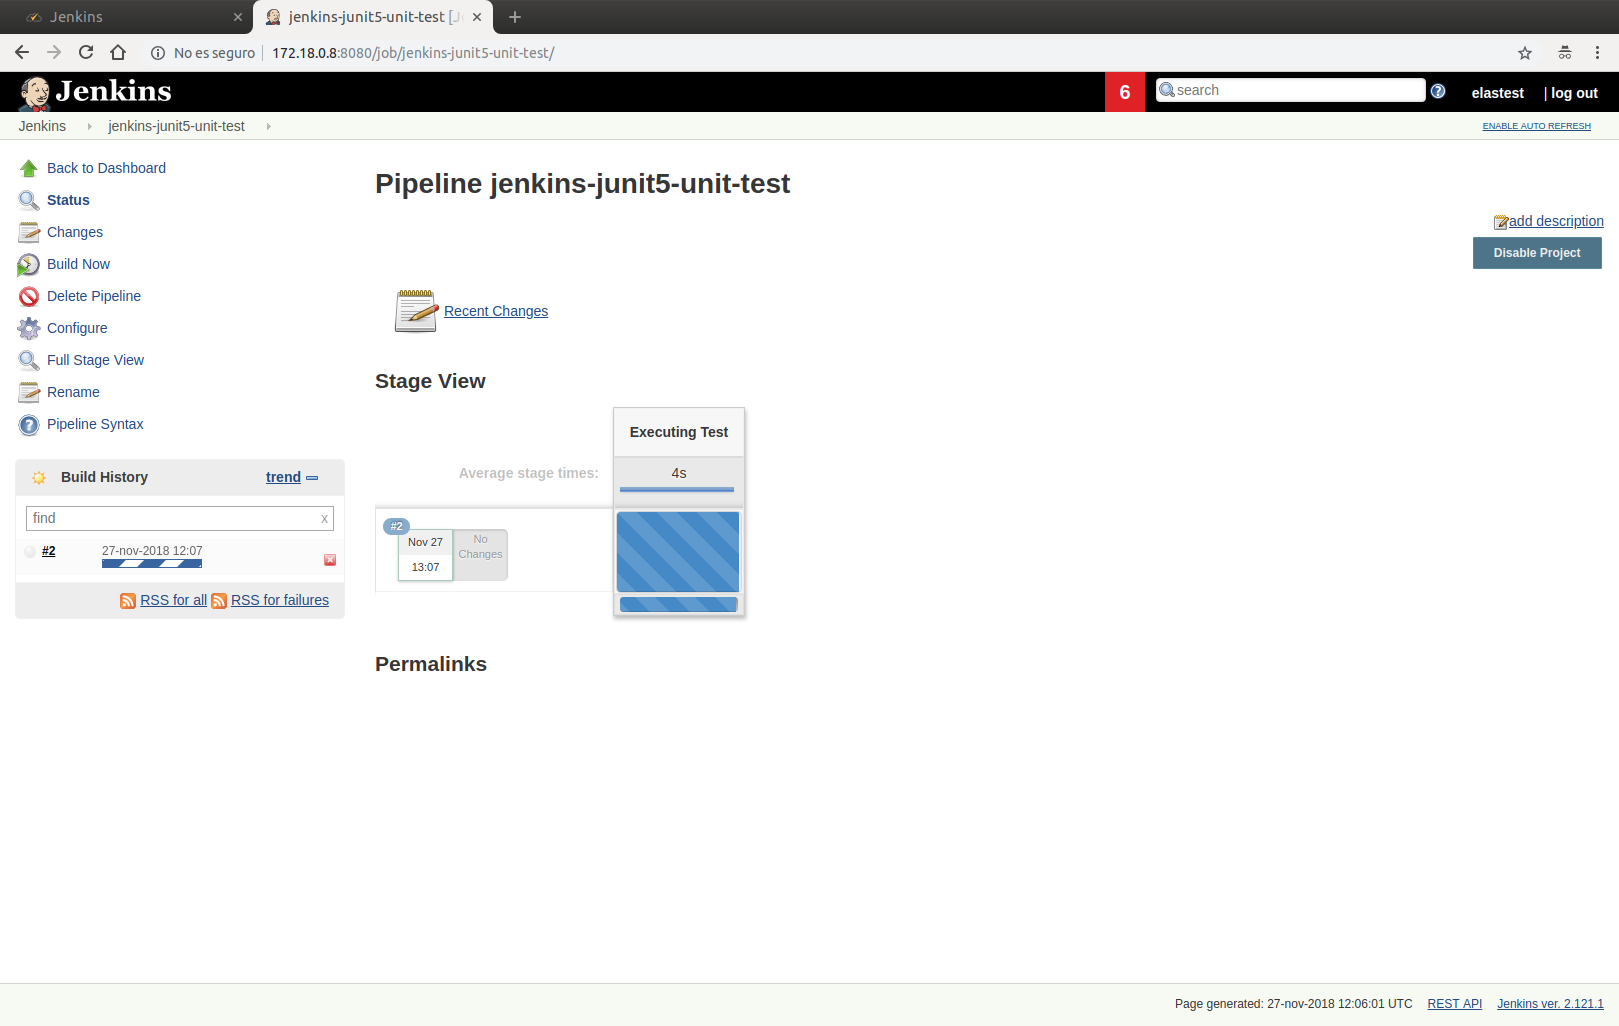 Jenkins
jenkins-junit5-unit-test [J
No es seguro 172.18.0.8:8080/job/jenkins-junit5-unit-test/
Jenkins
6
search
?
elastest
| log out
Jenkins
jenkins-junit5-unit-test
ENABLE AUTO REFRESH
Back to Dashboard
Status
Changes
Build Now
Delete Pipeline
Configure
Full Stage View
Rename
Pipeline Syntax
Build History
trend
find
x
#2
27-nov-2018 12:07
RSS for all
RSS for failures
Pipeline jenkins-junit5-unit-test
add description
Disable Project
Recent Changes
Stage View
Executing Test
Average stage times:
4s
#2
Nov 27
13:07
No
Changes
Permalinks
Page generated: 27-nov-2018 12:06:01 UTC
REST API
Jenkins ver. 2.121.1